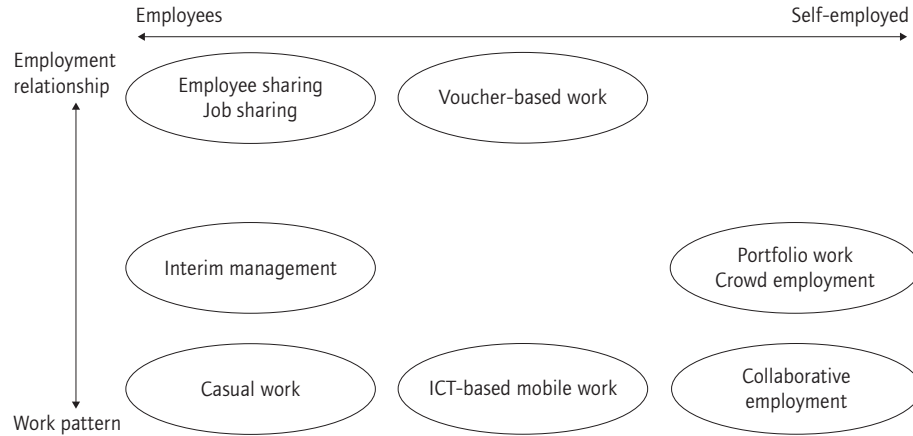 Employees
Self-employed
Employment
relationship
Employee sharing
Job sharing
Voucher-based work
Interim management
Portfolio work
Crowd employment
Casual work
ICT-based mobile work
Collaborative
employment
Work pattern